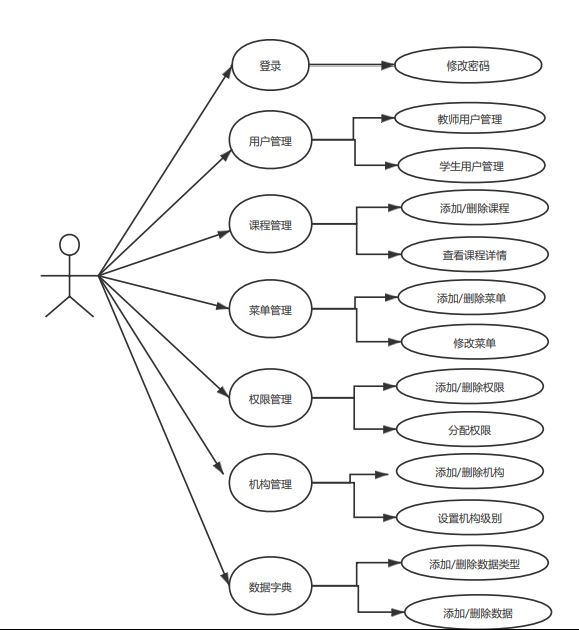 登录
修改密码
用户管理
教师用户管理
学生用户管理
课程管理
添加/删除课程
查看课程详情
菜单管理
添加/删除菜单
修改菜单
权限管理
添加/删除权限
分配权限
机构管理
添加/删除机构
设置机构级别
数据字典
添加/删除数据类型
添加/删除数据